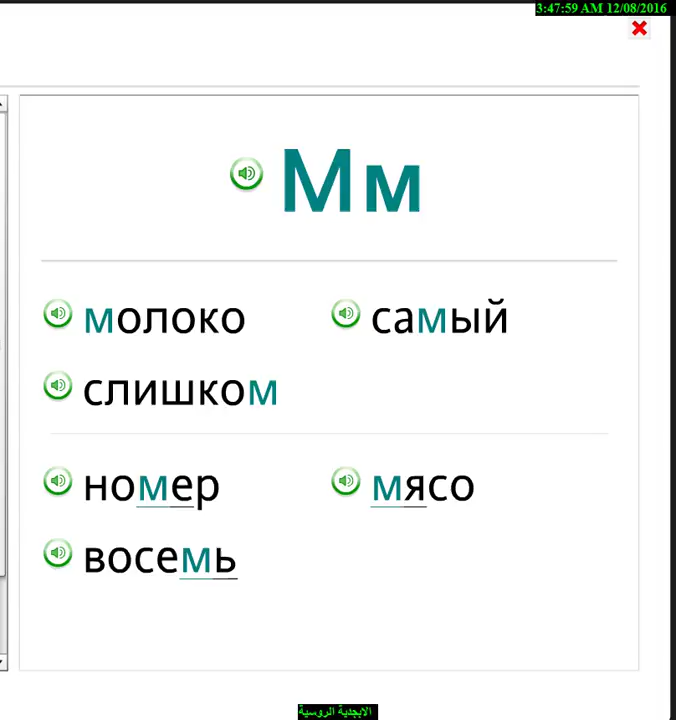 3:47:59 AM 12/08/2016
Мм
молоко самый
слишком
номер мясо
восемь
الابجدية الروسية